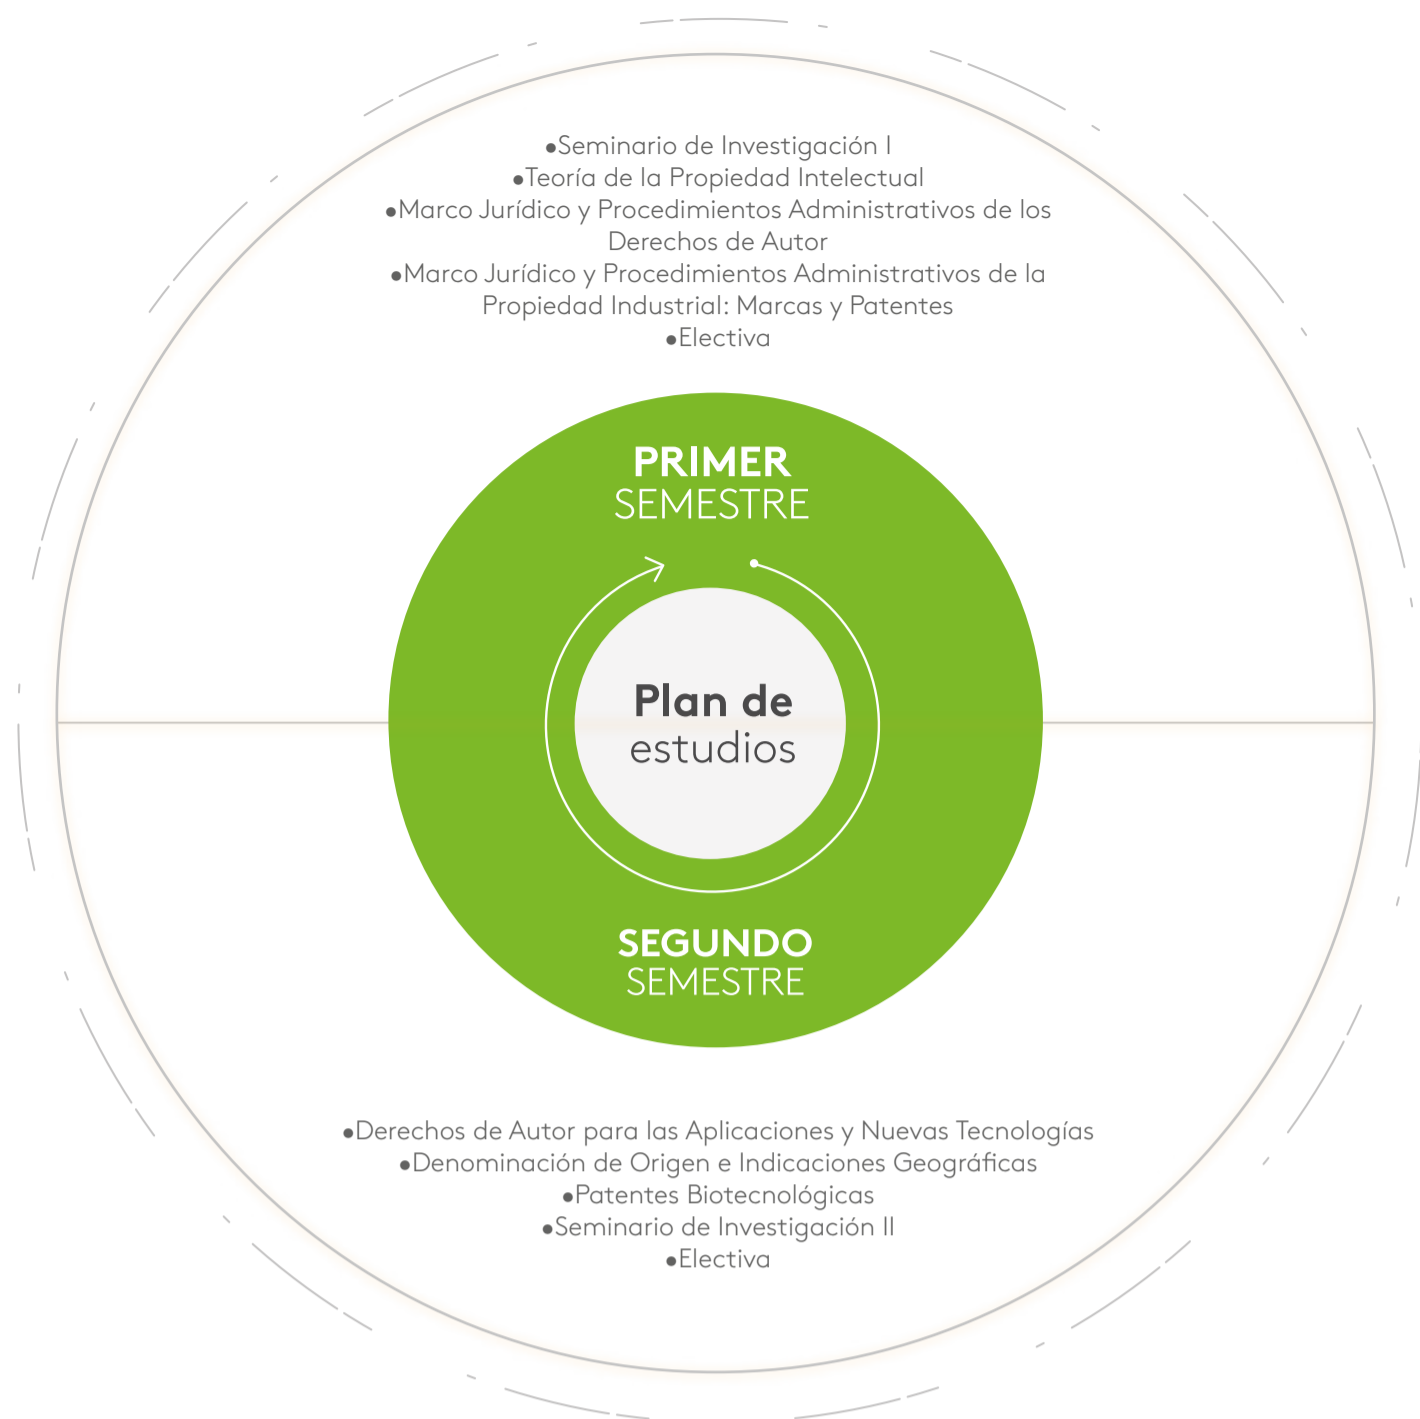 •Seminario de Investigación I
•Teoría de la Propiedad Intelectual
•Marco Jurídico y Procedimientos Administrativos de los
Derechos de Autor
•Marco Jurídico y Procedimientos Administrativos de la
Propiedad Industrial: Marcas y Patentes
•Electiva
PRIMER
SEMESTRE
Plan de
estudios
SEGUNDO
SEMESTRE
•Derechos de Autor para las Aplicaciones y Nuevas Tecnologías
•Denominación de Origen e Indicaciones Geográficas
•Patentes Biotecnológicas
•Seminario de Investigación II
•Electiva